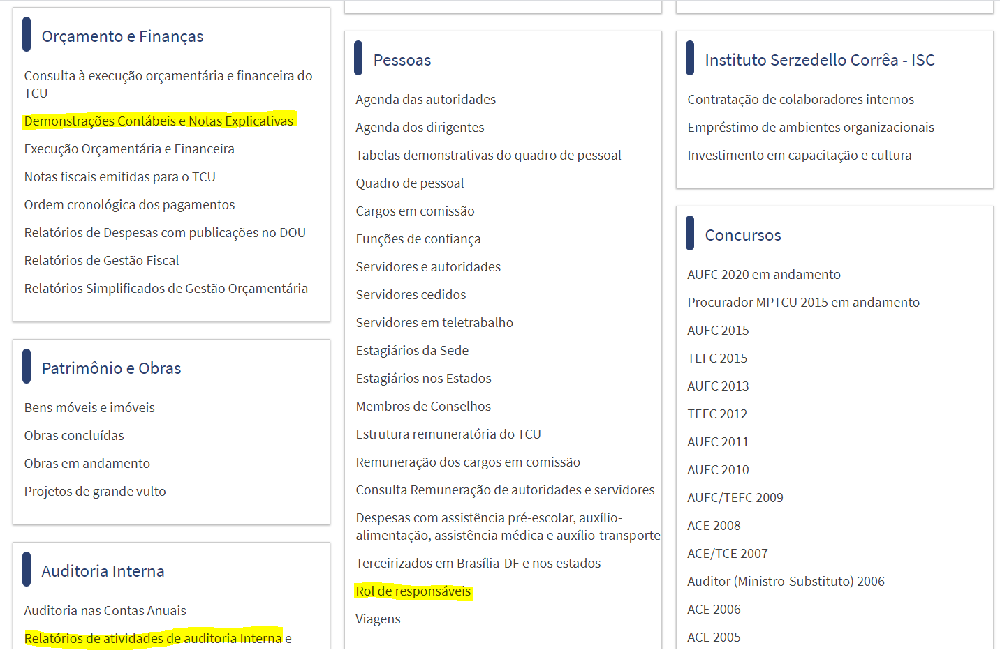 Orçamento e Finanças
Consulta à execução orçamentária e financeira do
TCU
Demonstrações Contábeis e Notas Explicativas
Execução Orçamentária e Financeira
Notas fiscais emitidas para o TCU
Ordem cronológica dos pagamentos
Relatórios de Despesas com publicações no DOU
Relatórios de Gestão Fiscal
Relatórios Simplificados de Gestão Orçamentária
Patrimônio e Obras
Bens móveis e imóveis
Obras concluídas
Obras em andamento
Projetos de grande vulto
Auditoria Interna
Auditoria nas Contas Anuais
Relatórios de atividades de auditoria Interna e
Pessoas
Agenda das autoridades
Agenda dos dirigentes
Tabelas demonstrativas do quadro de pessoal
Quadro de pessoal
Cargos em comissão
Funções de confiança
Servidores e autoridades
Servidores cedidos
Servidores em teletrabalho
Estagiários da Sede
Estagiários nos Estados
Membros de Conselhos
Estrutura remuneratória do TCU
Remuneração dos cargos em comissão
Consulta Remuneração de autoridades e servidores
Despesas com assistência pré-escolar, auxílio-
alimentação, assistência médica e auxílio-transporte
Terceirizados em Brasília-DF e nos estados
Rol de responsáveis
Viagens
Instituto Serzedello Corrêa - ISC
Contratação de colaboradores internos
Empréstimo de ambientes organizacionais
Investimento em capacitação e cultura
Concursos
AUFC 2020 em andamento
Procurador MPTCU 2015 em andamento
AUFC 2015
TEFC 2015
AUFC 2013
TEFC 2012
AUFC 2011
AUFC 2010
AUFC/TEFC 2009
ACE 2008
ACE/TCE 2007
Auditor (Ministro-Substituto) 2006
ACE 2006
ACE 2005